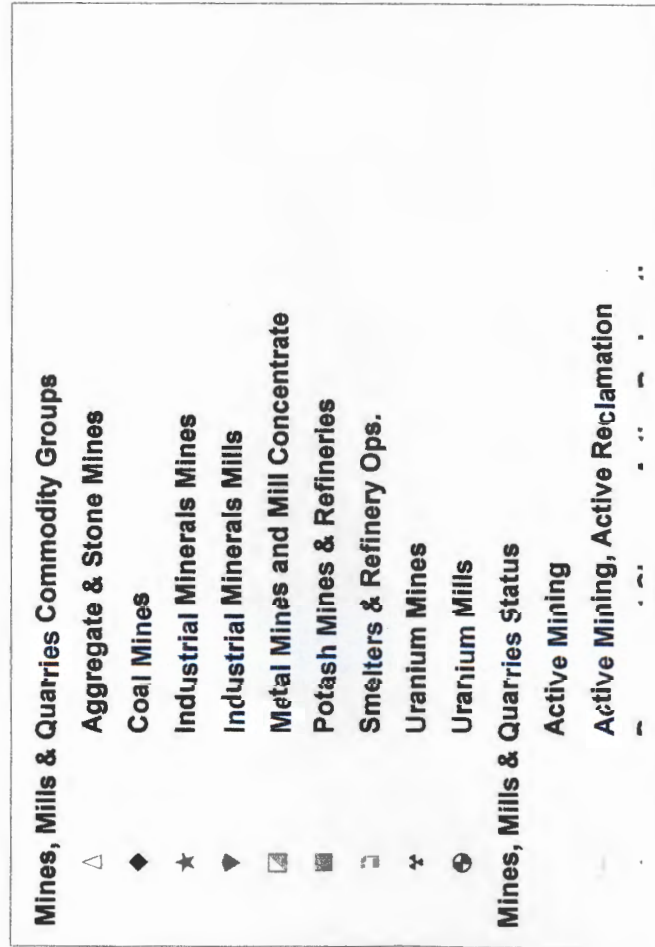 Mines, Mills & Quarries Commodity Groups
Aggregate & Stone Mines
Coal Mines
Industrial Minerals Mines
Industrial Minerals Mills
Metal Mines and Mill Concentrate
Potash Mines & Refineries
Smelters & Refinery Ops.
Uranium Mines
Uranium Mills
Mines, Mills & Quarries Status
Active Mining
Active Mining, Active Reclamation